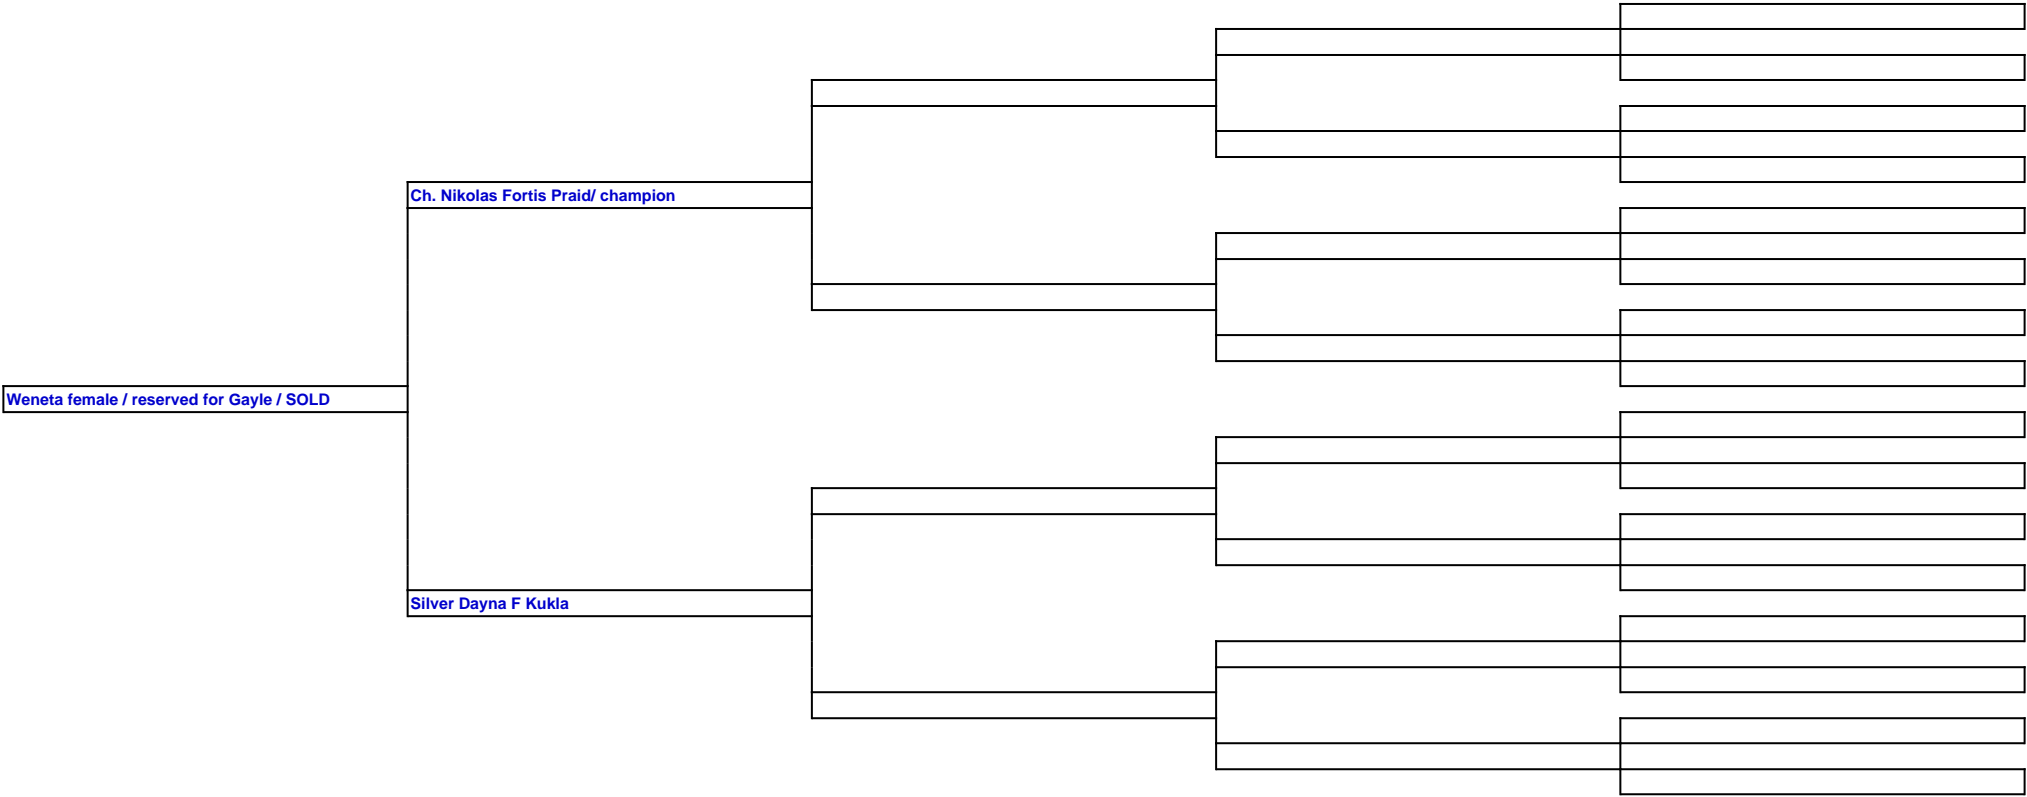 Ch. Nikolas Fortis Praid/ champion
Weneta female / reserved for Gayle / SOLD
Silver Dayna F Kukla